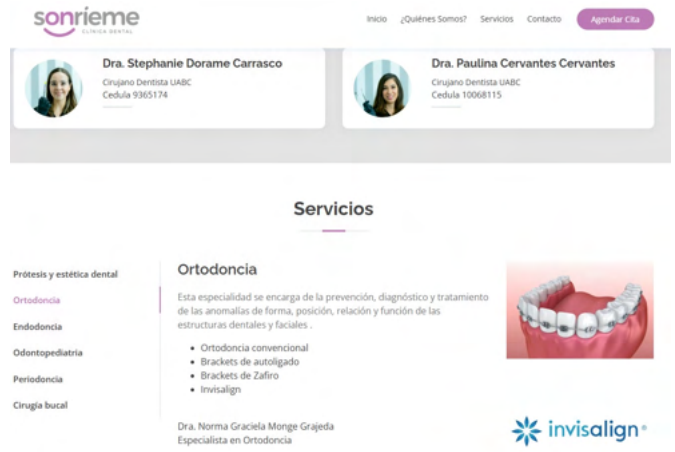 sonríeme
CLÍNICA DENTAL
Inicio ¿Quiénes Somos? Servicios Contacto Agendar Cita
Dra. Stephanie Dorame Carrasco
Cirujano Dentista UABC
Cedula 9365174
Dra. Paulina Cervantes Cervantes
Cirujano Dentista UABC
Cedula 10068115
Servicios
Prótesis y estética dental
Ortodoncia
Endodoncia
Odontopediatria
Periodoncia
Cirugía bucal
Ortodoncia
Esta especialidad se encarga de la prevención, diagnóstico y tratamiento
de las anomalías de forma, posición, relación y función de las
estructuras dentales y faciales .
• Ortodoncia convencional
• Brackets de autoligado
• Brackets de Zafiro
• Invisalign
Dra. Norma Graciela Monge Grajeda
Especialista en Ortodoncia
invisalign®